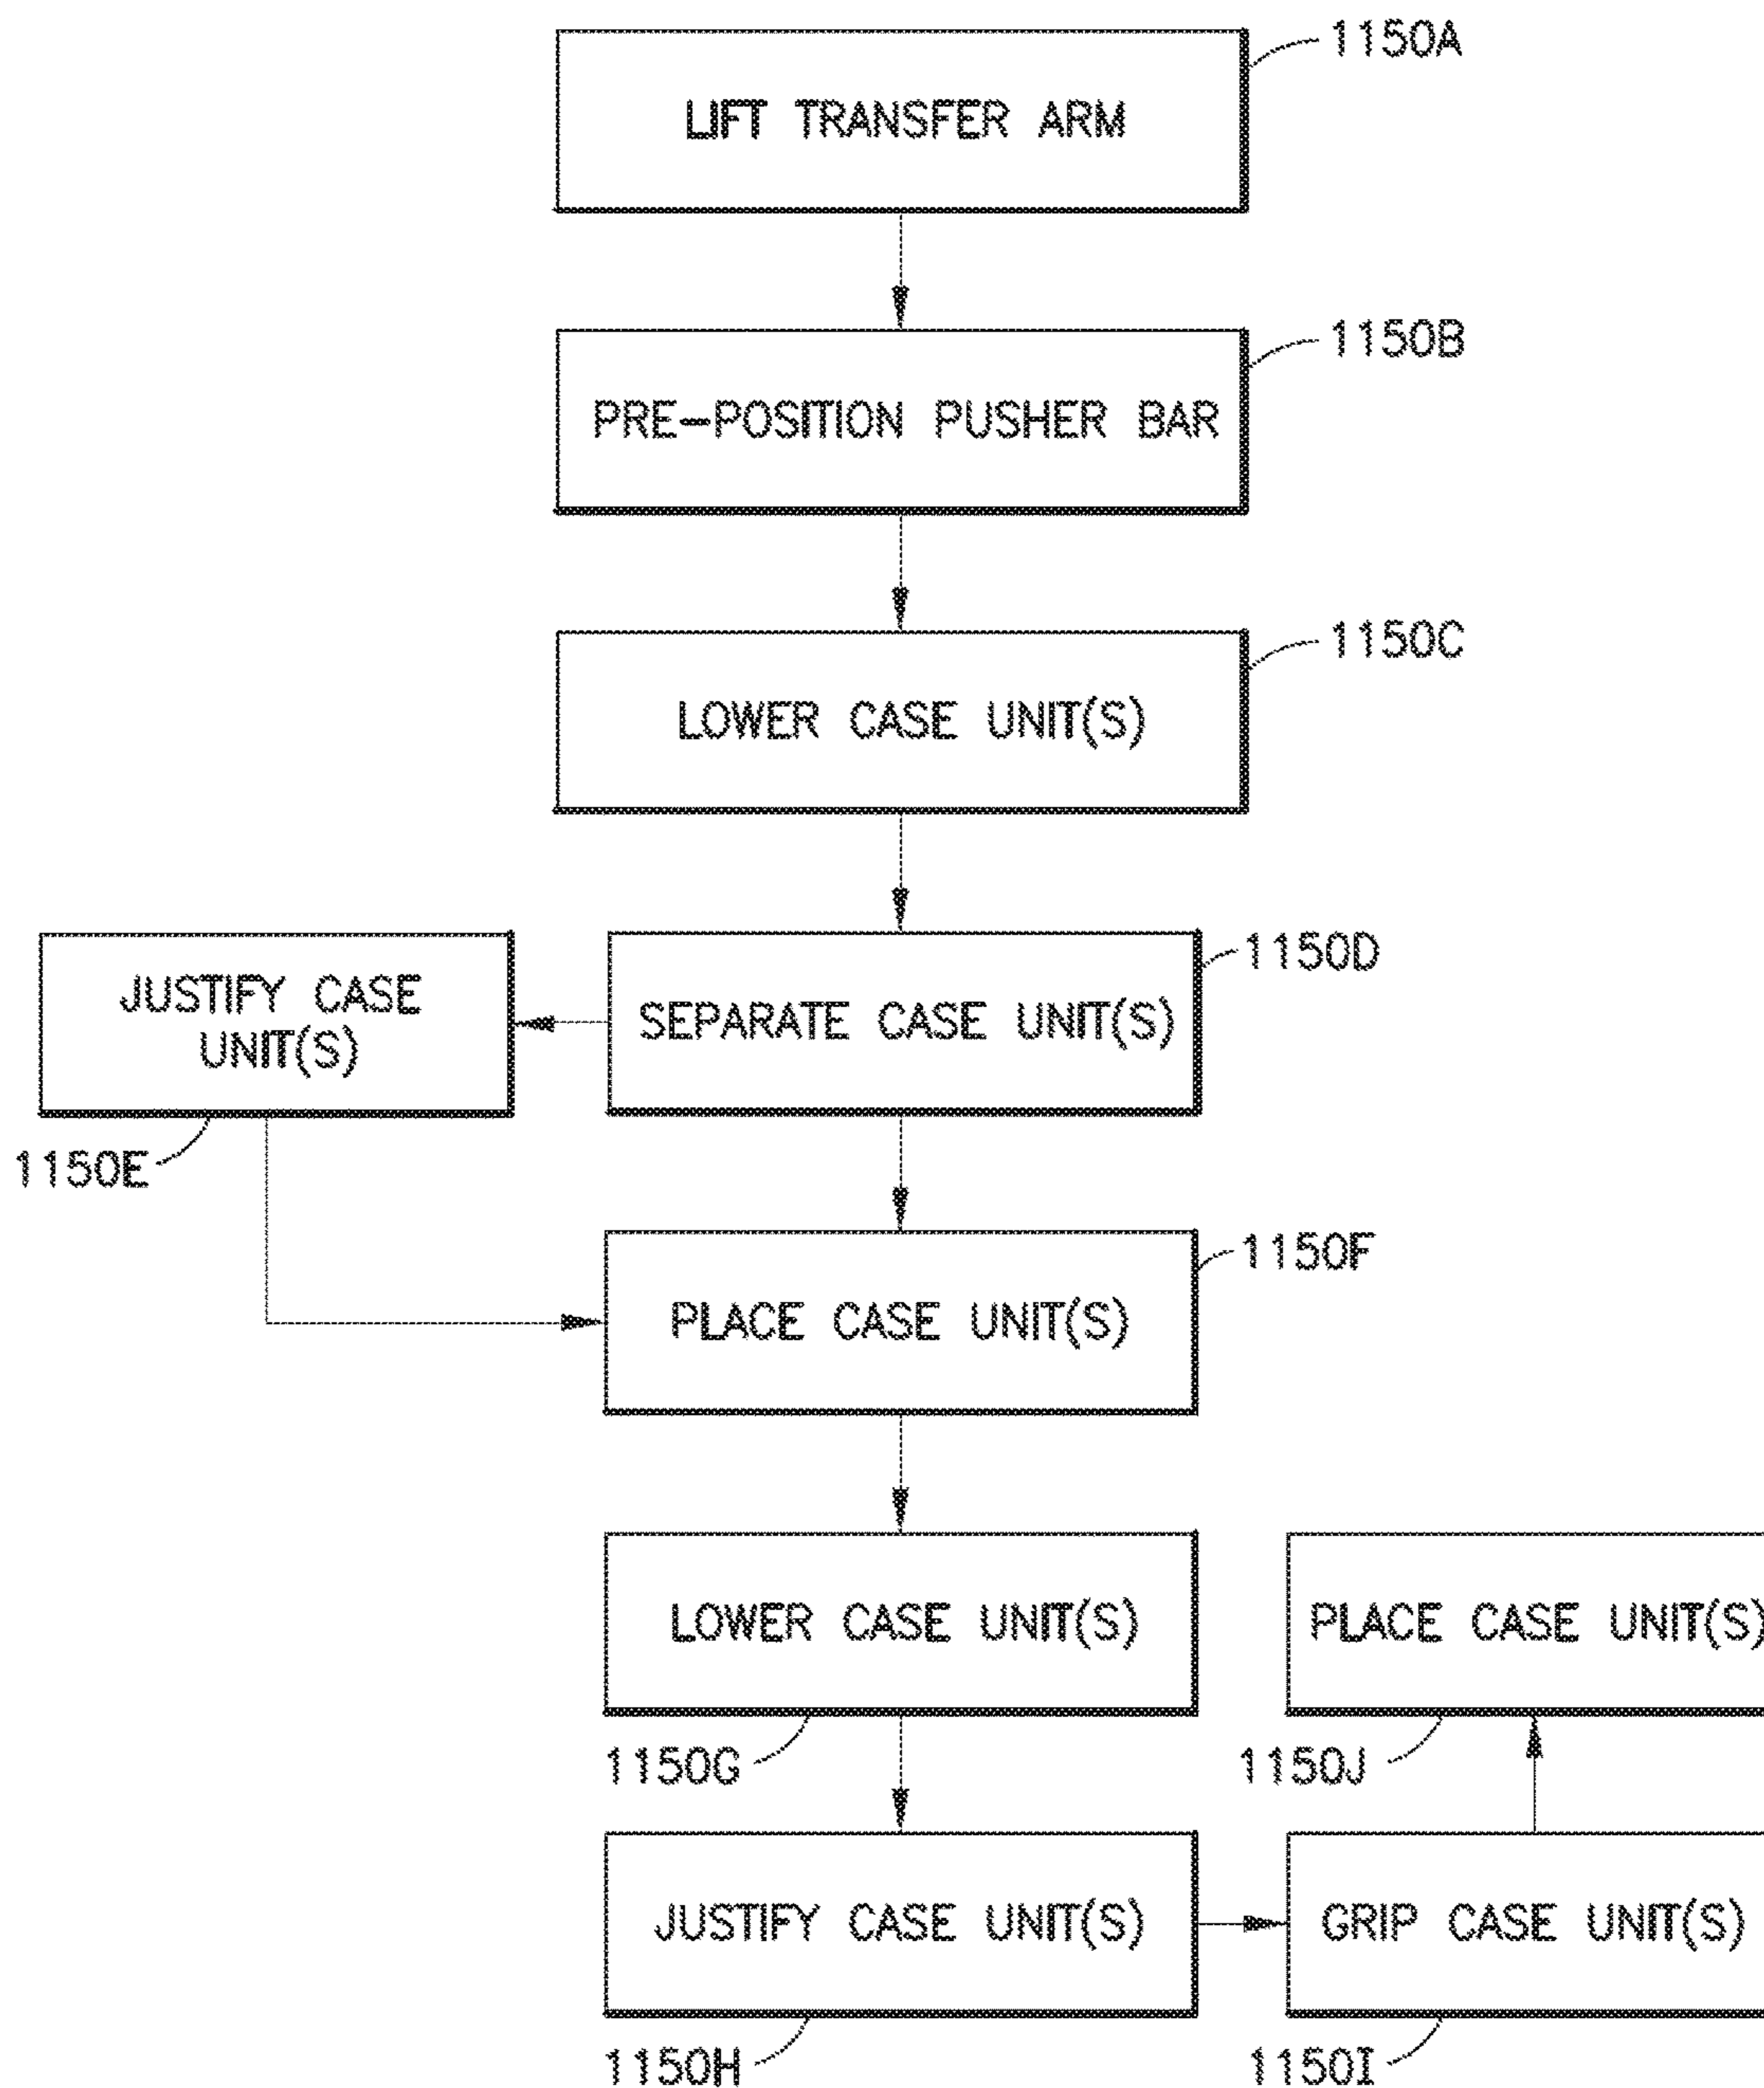 1150A
LIFT TRANSFER ARM
1150B
PRE-POSITION PUSHER BAR
1150C
LOWER CASE UNIT(S)
1150D
JUSTIFY CASE
UNIT(S)
SEPARATE CASE UNIT(S)
1150E
1150F
PLACE CASE UNIT(S)
LOWER CASE UNIT(S)
PLACE CASE UNIT(S)
1150G
1150J
JUSTIFY CASE UNIT(S)
GRIP CASE UNIT(S)
1150H
1150I